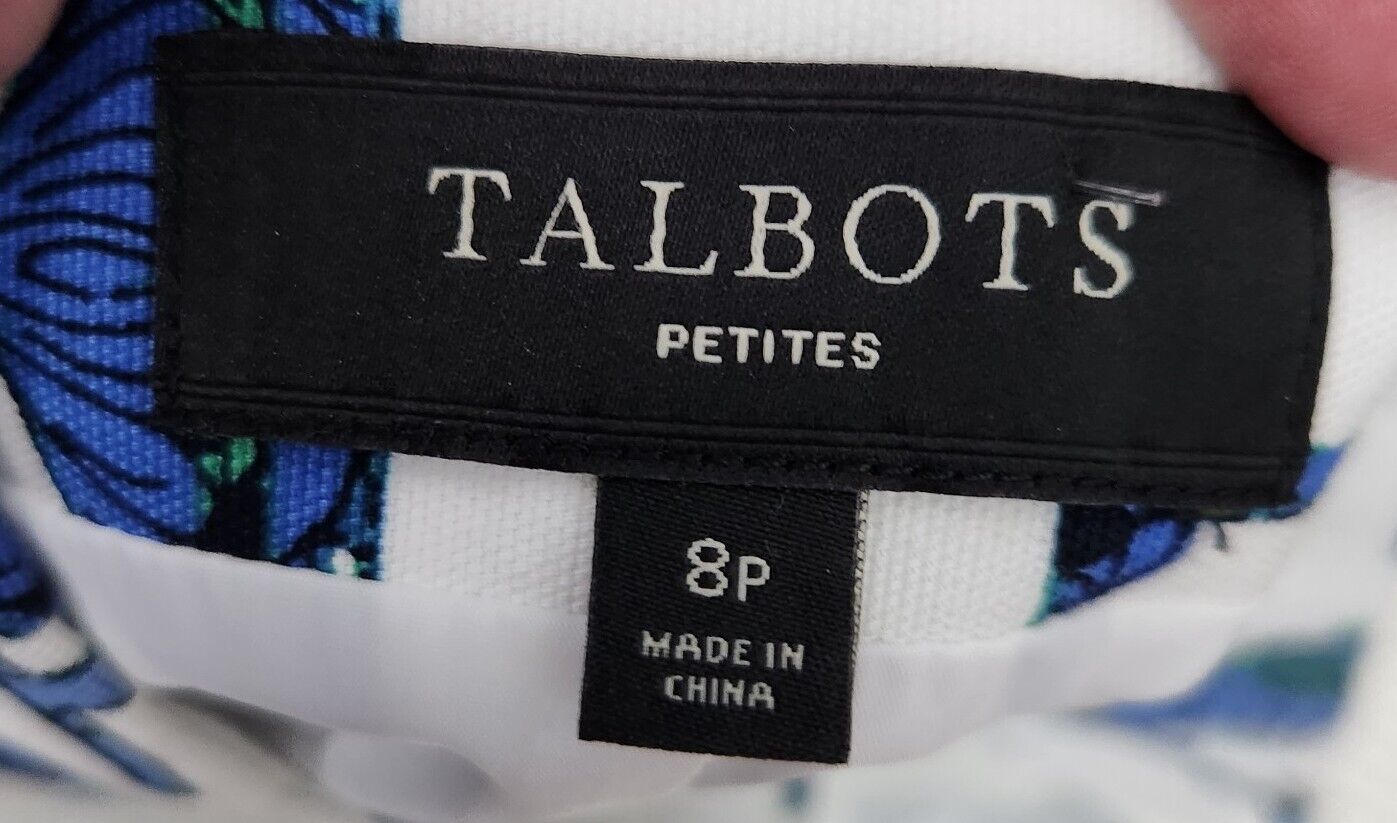 TALBOTS
PETITES
8P
MADE IN
CHINA